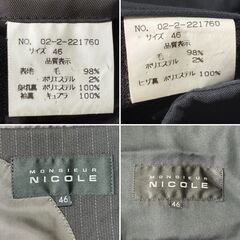 NO. 02-2-221760
サイズ 46
品質表示
表地 毛 98%
ポリエステル 2%
身頃裏 ポリエステル 100%
袖裏 キュプラ 100%
NO. 02-2-221760
サイズ 46
品質表示
毛 98%
ポリエステル 2%
ヒザ裏 ポリエステル 100%
MONSIEUR
NICOLE
46
MONSIEUR
NICOLE
46